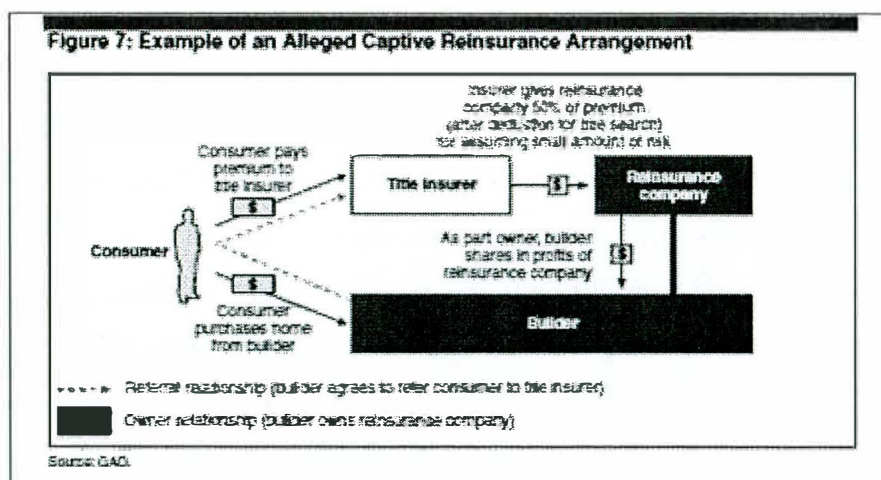 Figure 7: Example of an Alleged Captive Reinsurance Arrangement
Insurer gives reinsurance
company 50% of premium
(after deduction for title search)
for assuming small amount of risk
Consumer pays
premium to
title insurer
$
Title insurer
$
Reinsurance
company
Consumer
As part owner, builder
shares in profits of
reinsurance company
$
$
Consumer
purchases home
from builder
Builder
Referral relationship (builder agrees to refer consumer to title insurer)
Owner relationship (builder owns reinsurance company)
Source: GAO.